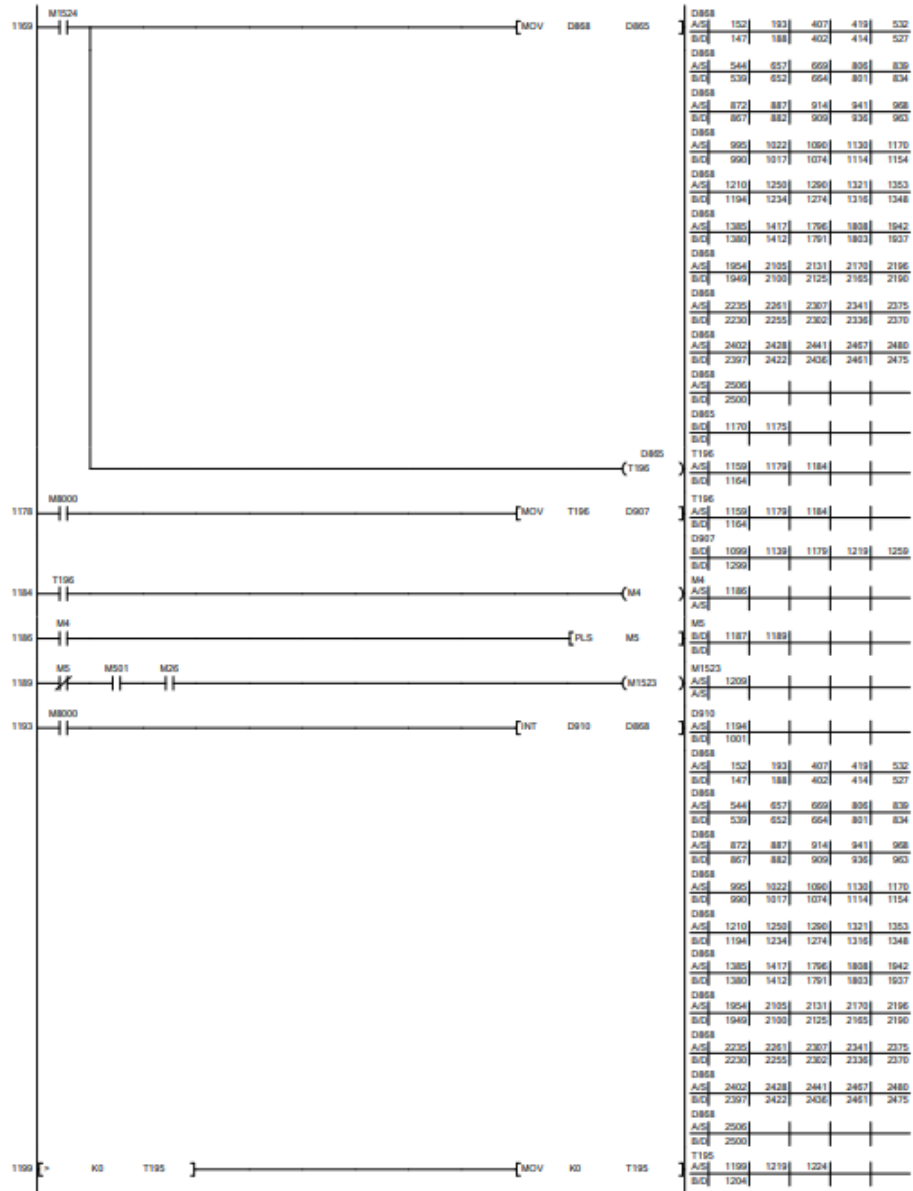 M1524
1169 MOV D868 D865
D868
A/S 152 193 407 419 532
B/D 147 188 402 414 527
D868
A/S 544 657 669 806 839
B/D 539 652 664 801 834
D868
A/S 872 887 914 941 968
B/D 867 882 909 936 963
D868
A/S 995 1022 1090 1130 1170
B/D 990 1017 1074 1114 1154
D868
A/S 1210 1250 1290 1321 1353
B/D 1194 1234 1274 1316 1348
D868
A/S 1385 1417 1796 1808 1942
B/D 1380 1412 1791 1803 1937
D868
A/S 1954 2105 2131 2170 2196
B/D 1949 2100 2125 2165 2190
D868
A/S 2235 2261 2307 2341 2375
B/D 2230 2255 2302 2336 2370
D868
A/S 2402 2428 2441 2467 2480
B/D 2397 2422 2436 2461 2475
D868
A/S 2506
B/D 2500
D865
B/D 1170 1175
B/D
D865
T196
T196
A/S 1159 1179 1184
B/D 1164
M8000
1178 MOV T196 D907
T196
A/S 1159 1179 1184
B/D 1164
D907
B/D 1099 1139 1179 1219 1259
B/D 1299
T196
1184 M4
M4
A/S 1186
A/S
M4
1186 PLS M5
M5
B/D 1187 1189
B/D
M5 M501 M26
1189 M1523
M1523
A/S 1209
A/S
M8000
1193 INT D910 D868
D910
A/S 1194
B/D 1001
D868
A/S 152 193 407 419 532
B/D 147 188 402 414 527
D868
A/S 544 657 669 806 839
B/D 539 652 664 801 834
D868
A/S 872 887 914 941 968
B/D 867 882 909 936 963
D868
A/S 995 1022 1090 1130 1170
B/D 990 1017 1074 1114 1154
D868
A/S 1210 1250 1290 1321 1353
B/D 1194 1234 1274 1316 1348
D868
A/S 1385 1417 1796 1808 1942
B/D 1380 1412 1791 1803 1937
D868
A/S 1954 2105 2131 2170 2196
B/D 1949 2100 2125 2165 2190
D868
A/S 2235 2261 2307 2341 2375
B/D 2230 2255 2302 2336 2370
D868
A/S 2402 2428 2441 2467 2480
B/D 2397 2422 2436 2461 2475
D868
A/S 2506
B/D 2500
1199 > K0 T195 MOV K0 T195
T195
A/S 1199 1219 1224
B/D 1204